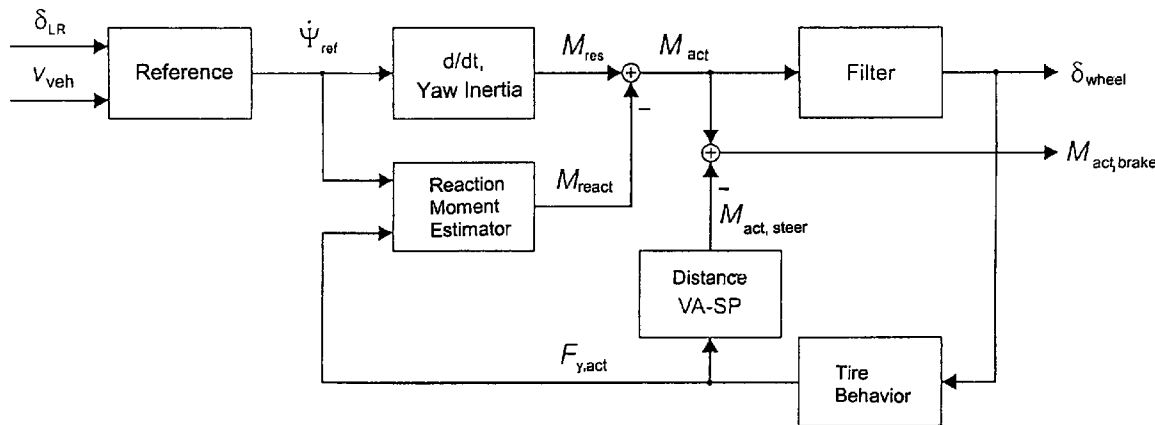 δLR
Vveh
Reference
ψ̇ref
d/dt,
Yaw Inertia
Mres
Mact
Filter
δwheel
−
Mact,brake
Reaction
Moment
Estimator
Mreact
−
Mact, steer
Distance
VA-SP
Fy,act
Tire
Behavior